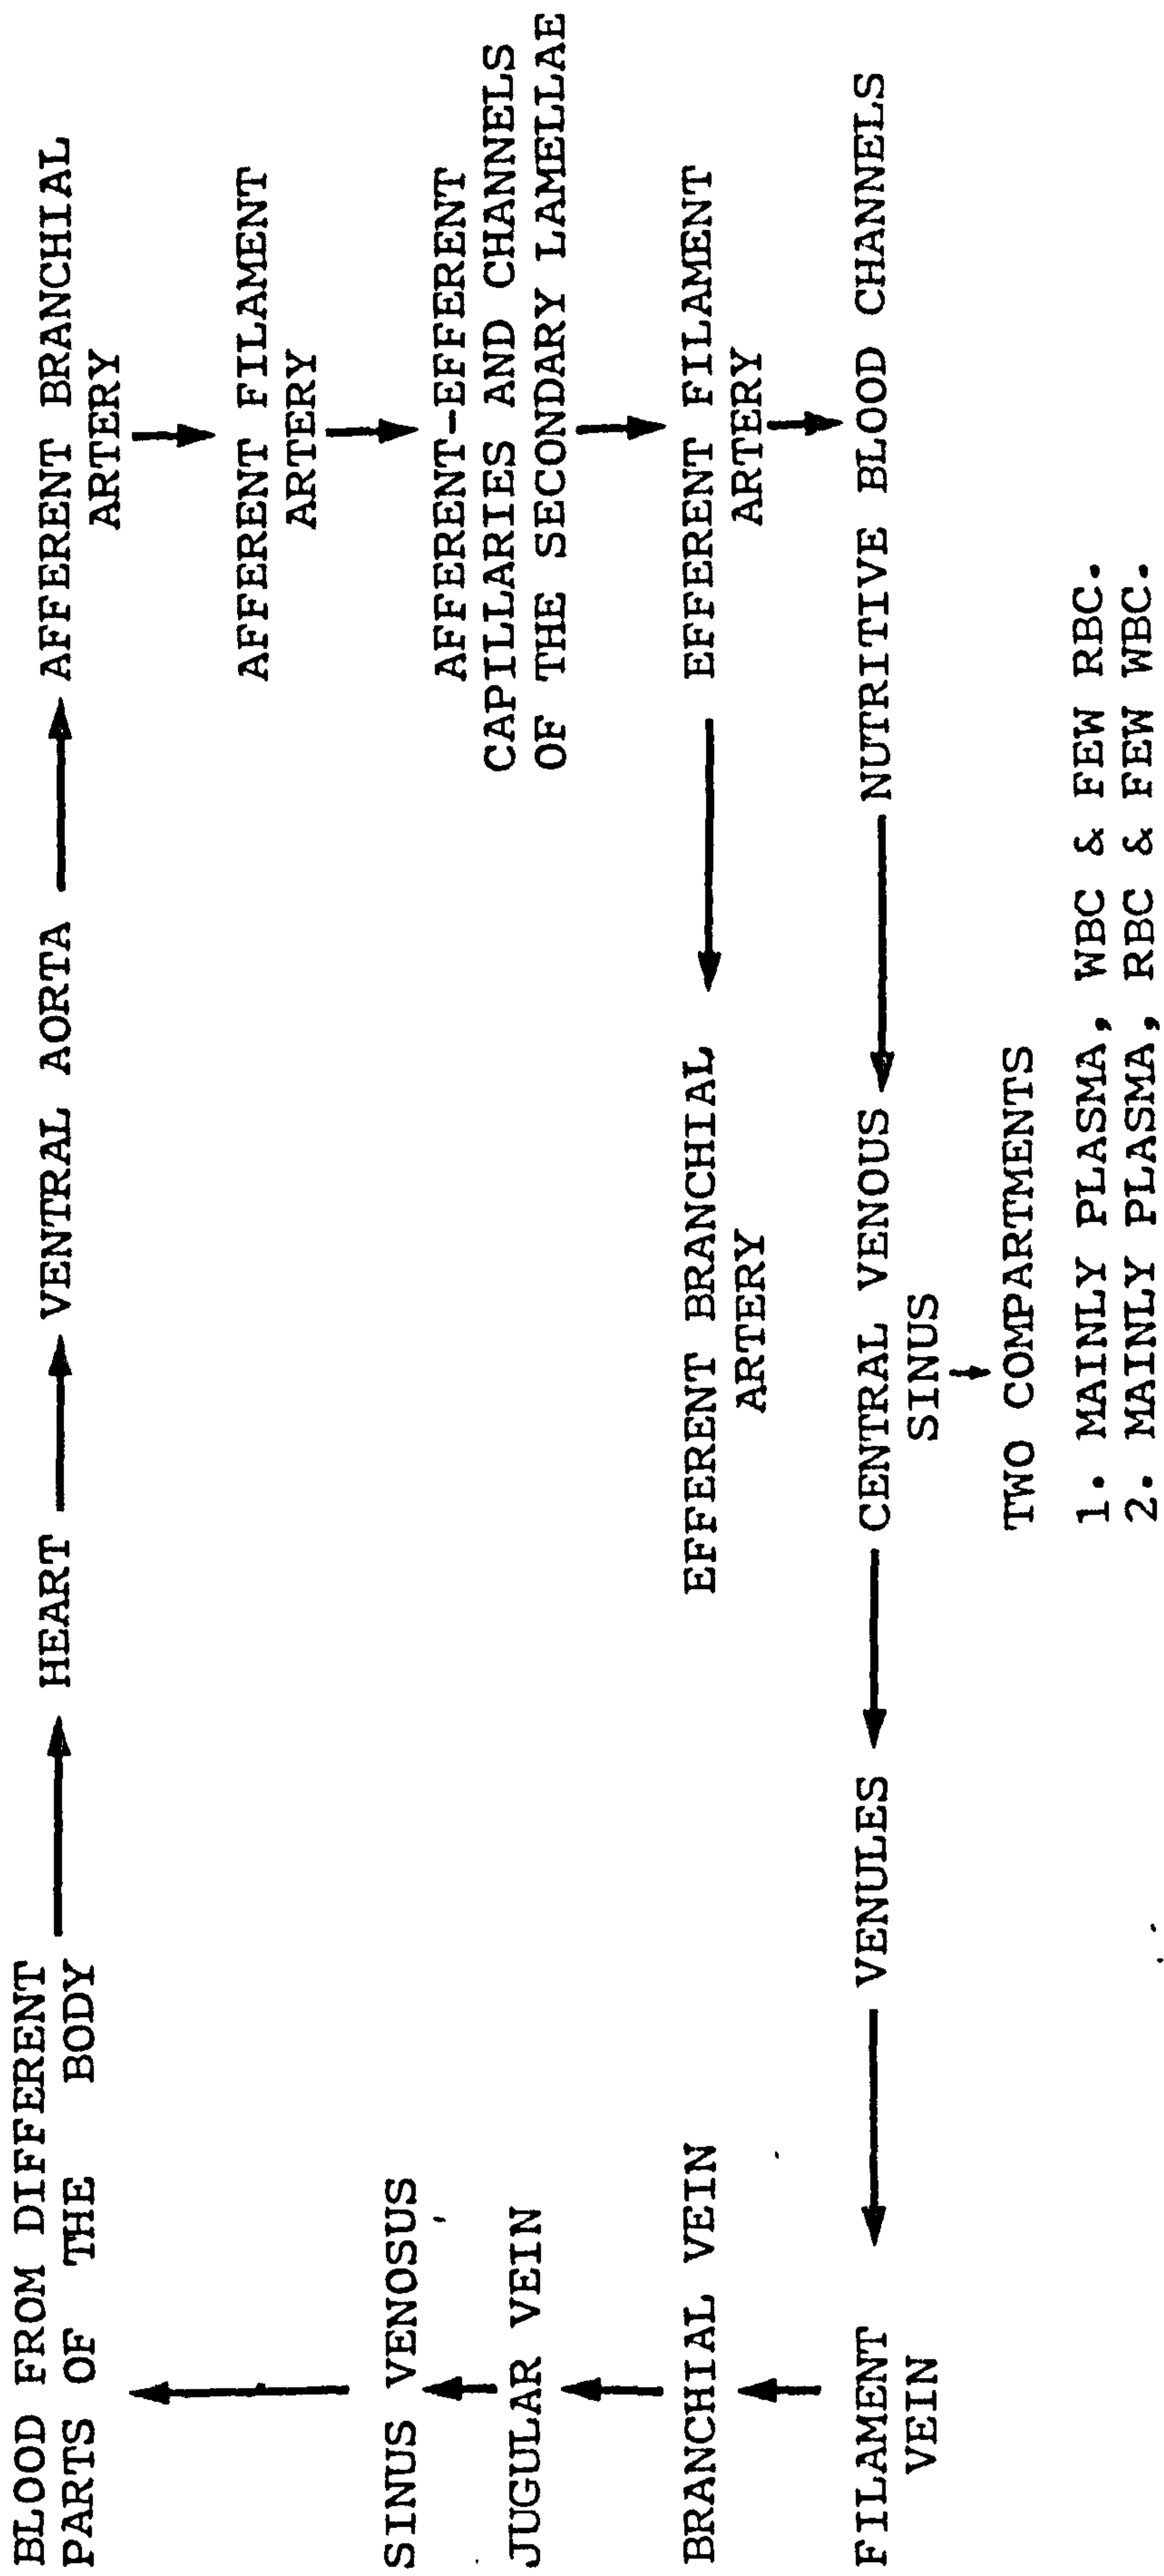 BLOOD FROM DIFFERENT
PARTS OF THE BODY
HEART
VENTRAL AORTA
AFFERENT BRANCHIAL
ARTERY
AFFERENT FILAMENT
ARTERY
AFFERENT-EFFERENT
CAPILLARIES AND CHANNELS
OF THE SECONDARY LAMELLAE
EFFERENT FILAMENT
ARTERY
EFFERENT BRANCHIAL
ARTERY
NUTRITIVE BLOOD CHANNELS
CENTRAL VENOUS
SINUS
TWO COMPARTMENTS
1. MAINLY PLASMA, WBC & FEW RBC.
2. MAINLY PLASMA, RBC & FEW WBC.
VENULES
FILAMENT
VEIN
BRANCHIAL VEIN
JUGULAR VEIN
SINUS VENOSUS